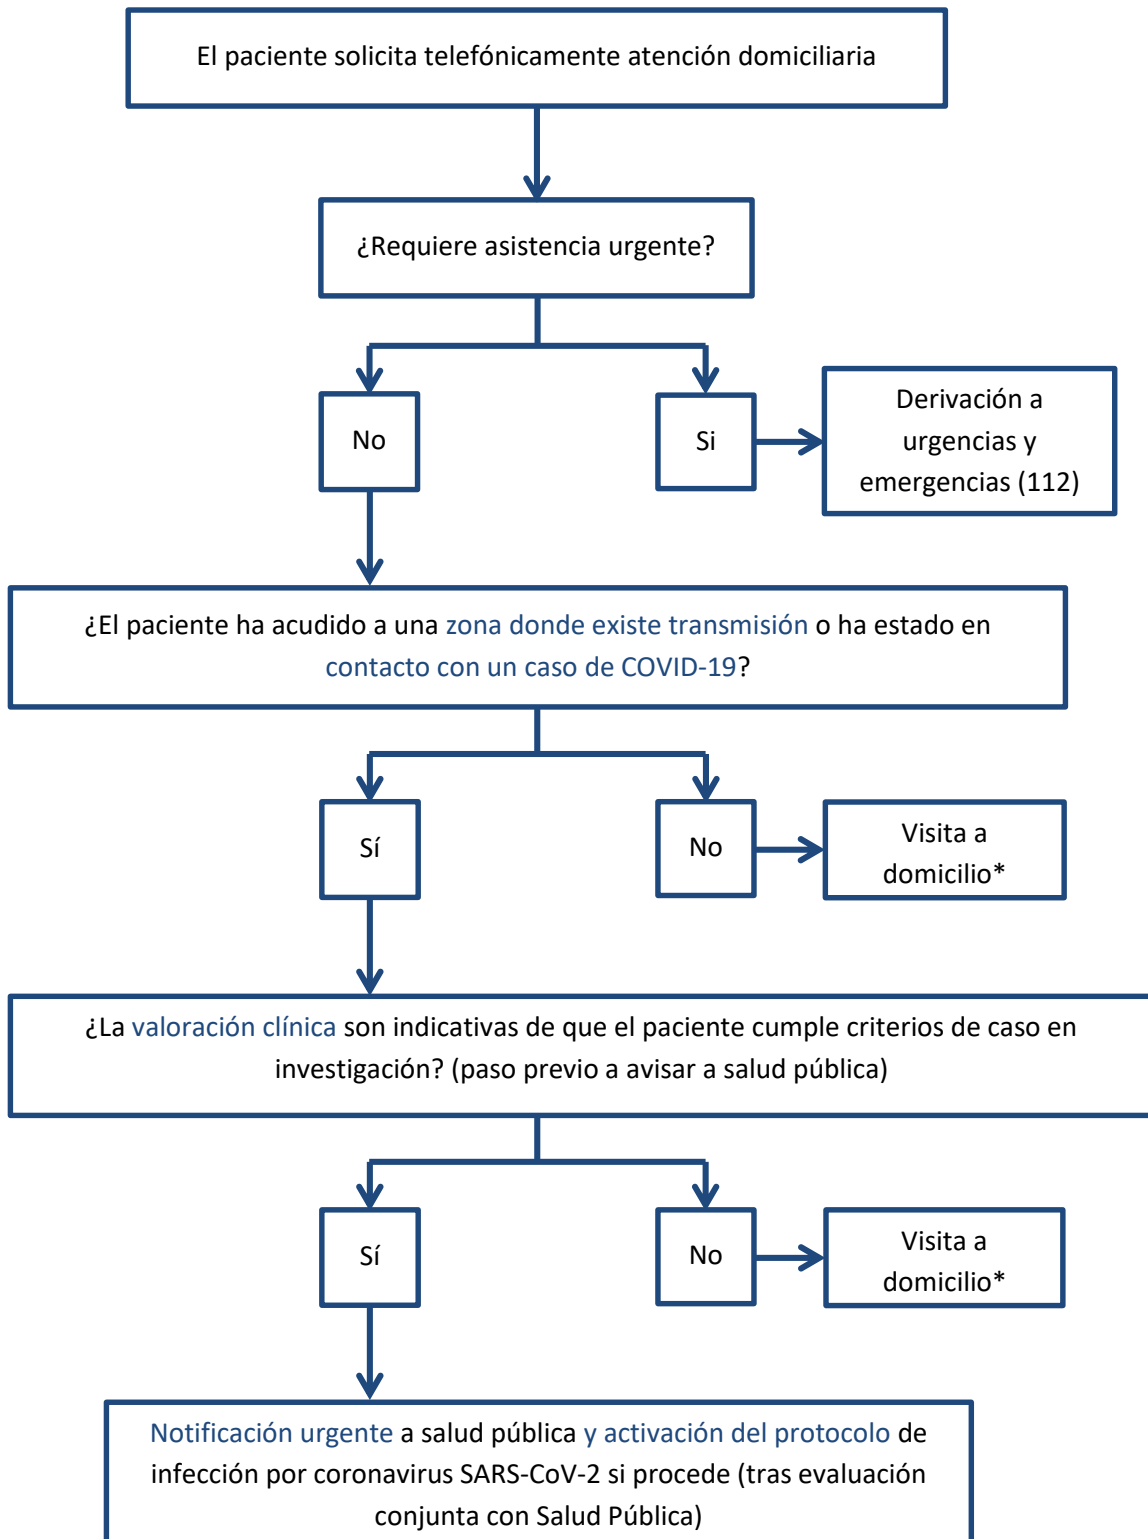 El paciente solicita telefónicamente atención domiciliaria
¿Requiere asistencia urgente?
No
Si
Derivación a
urgencias y
emergencias (112)
¿El paciente ha acudido a una zona donde existe transmisión o ha estado en
contacto con un caso de COVID-19?
Sí
No
Visita a
domicilio*
¿La valoración clínica son indicativas de que el paciente cumple criterios de caso en
investigación? (paso previo a avisar a salud pública)
Sí
No
Visita a
domicilio*
Notificación urgente a salud pública y activación del protocolo de
infección por coronavirus SARS-CoV-2 si procede (tras evaluación
conjunta con Salud Pública)